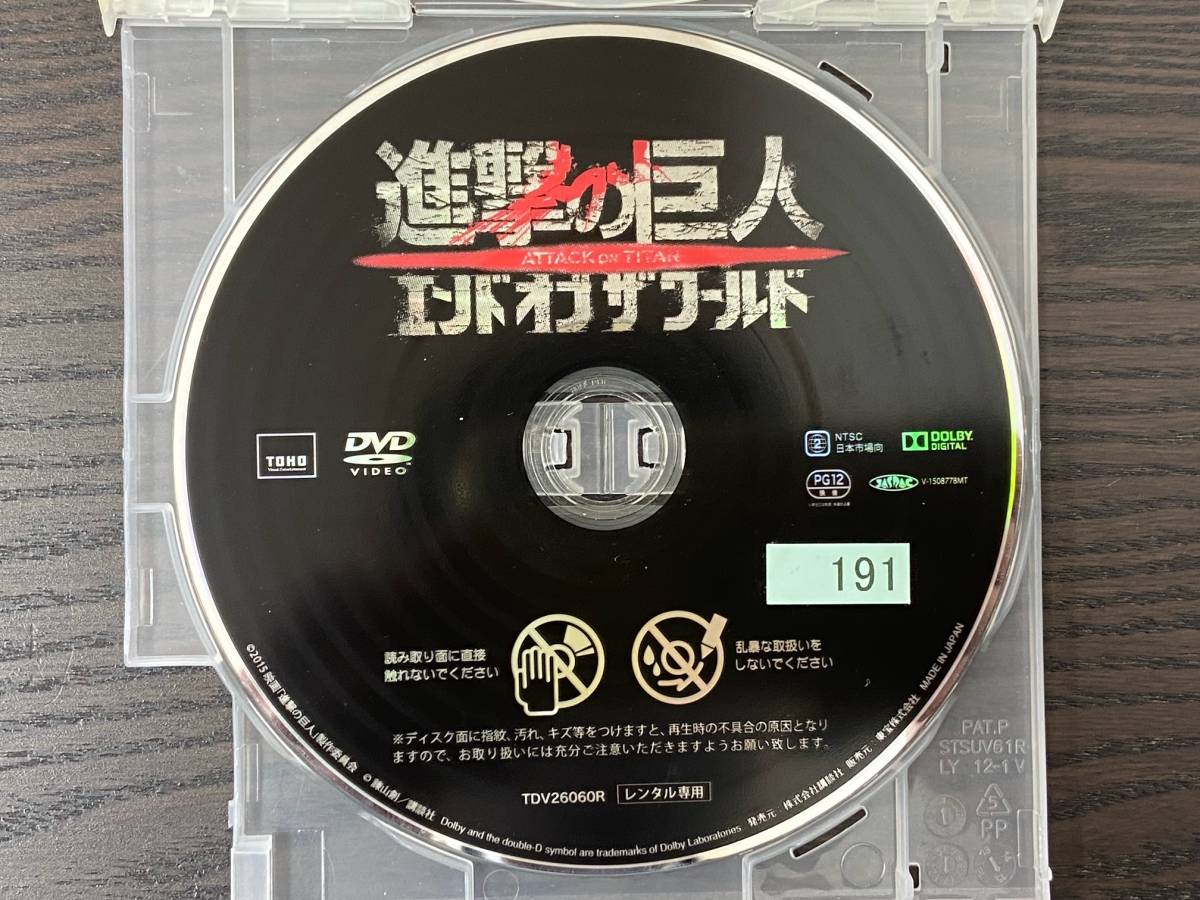 進撃の巨人
ATTACK ON TITAN
エンド オブ ザ ワールド
TOHO
Visual Entertainment
DVD
VIDEO
2
NTSC
日本市場向
DOLBY
DIGITAL
PG12
映倫
JASRAC
V-1508778MT
191
読み取り面に直接
触れないでください
乱暴な取扱いを
しないでください
※ディスク面に指紋、汚れ、キズ等をつけますと、再生時の不具合の原因となり
ますので、お取り扱いには充分ご注意いただきますようお願い致します。
TDV26060R レンタル専用
©2015 映画「進撃の巨人」製作委員会 ©諫山創／講談社 Dolby and the double-D symbol are trademarks of Dolby Laboratories 発売元：株式会社講談社 販売元：東宝株式会社 MADE IN JAPAN
PAT.P
STSUV61R
LY 12-1 V
5
PP